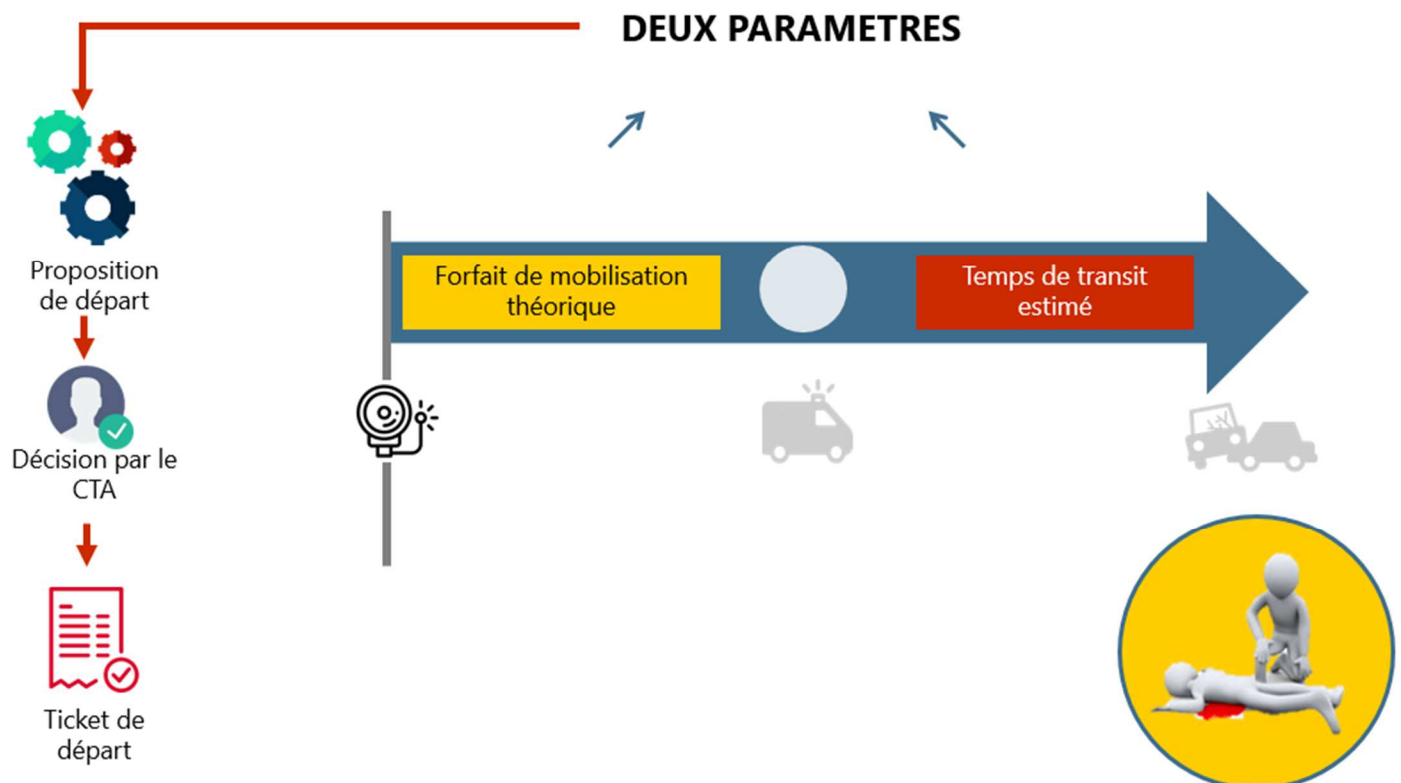 DEUX PARAMETRES
Proposition
de départ
Décision par le
CTA
Ticket de
départ
Forfait de mobilisation
théorique
Temps de transit
estimé